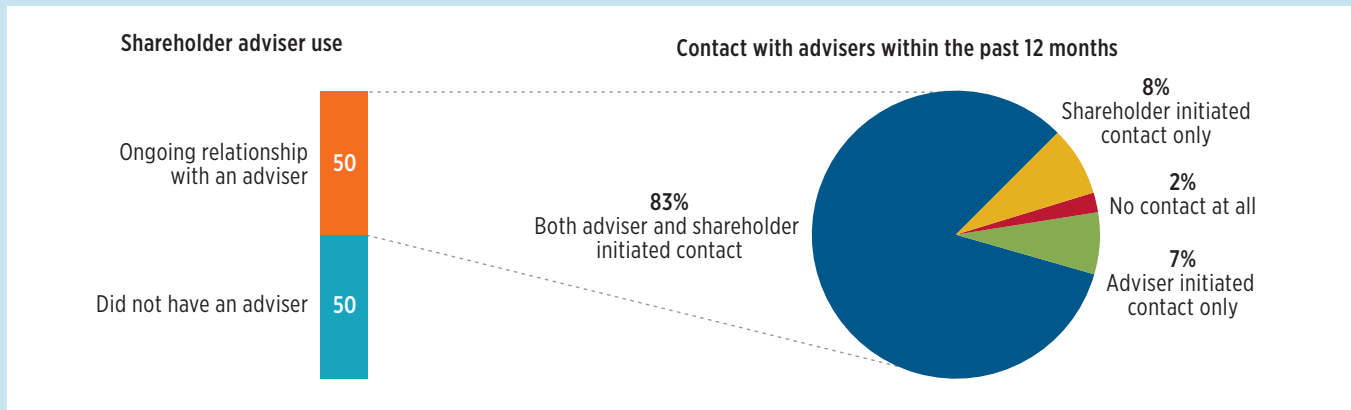 Shareholder adviser use
Ongoing relationship
with an adviser
50
Did not have an adviser
50
Contact with advisers within the past 12 months
83%
Both adviser and shareholder
initiated contact
8%
Shareholder initiated
contact only
2%
No contact at all
7%
Adviser initiated
contact only